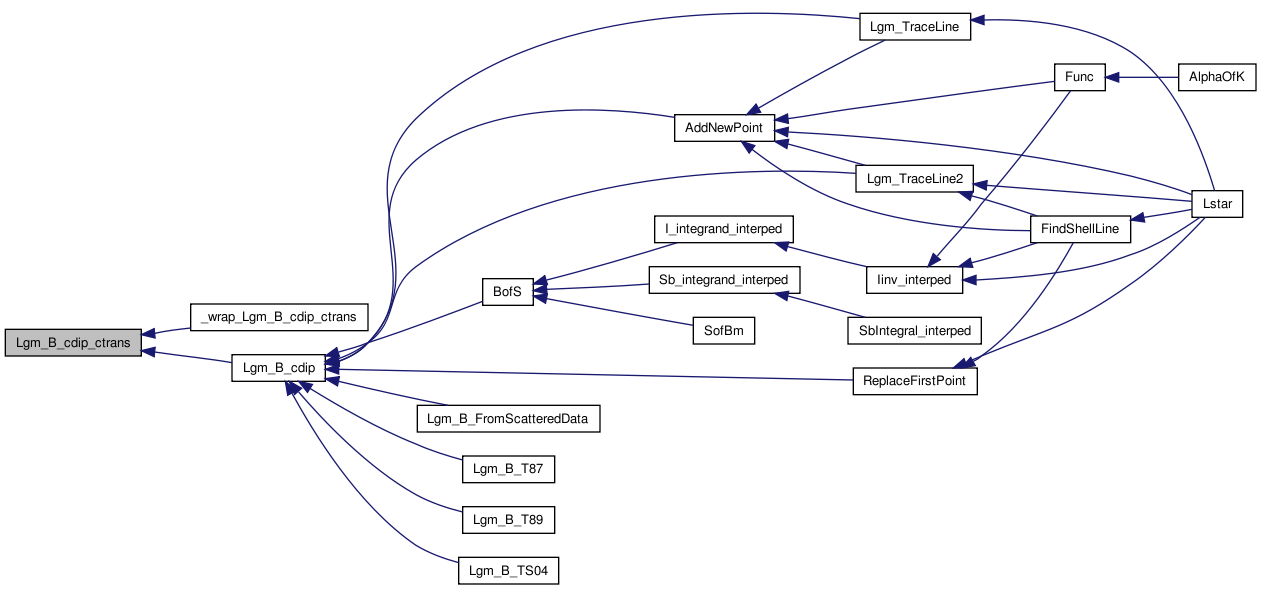 Lgm_TraceLine
Func
AlphaOfK
AddNewPoint
Lgm_TraceLine2
Lstar
I_integrand_interped
FindShellLine
BofS
Sb_integrand_interped
Iinv_interped
_wrap_Lgm_B_cdip_ctrans
SofBm
SbIntegral_interped
Lgm_B_cdip_ctrans
Lgm_B_cdip
ReplaceFirstPoint
Lgm_B_FromScatteredData
Lgm_B_T87
Lgm_B_T89
Lgm_B_TS04